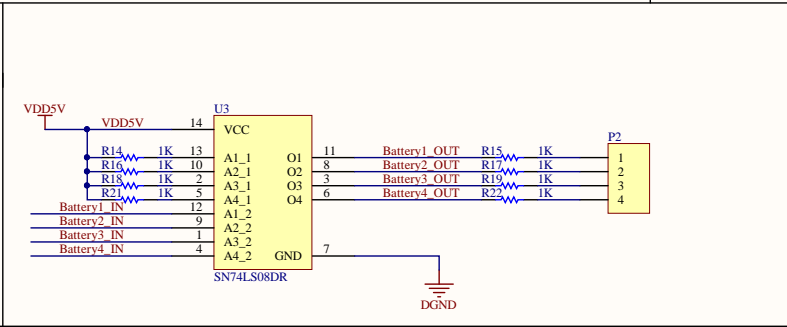 U3
VDD5V VDD5V 14 VCC
P2
R14 1K 13 A1_1 O1 11 Battery1_OUT R15 1K 1
R16 1K 10 A2_1 O2 8 Battery2_OUT R17 1K 2
R18 1K 2 A3_1 O3 3 Battery3_OUT R19 1K 3
R21 1K 5 A4_1 O4 6 Battery4_OUT R22 1K 4
Battery1_IN 12 A1_2
Battery2_IN 9 A2_2
Battery3_IN 1 A3_2
Battery4_IN 4 A4_2 GND 7
SN74LS08DR
DGND